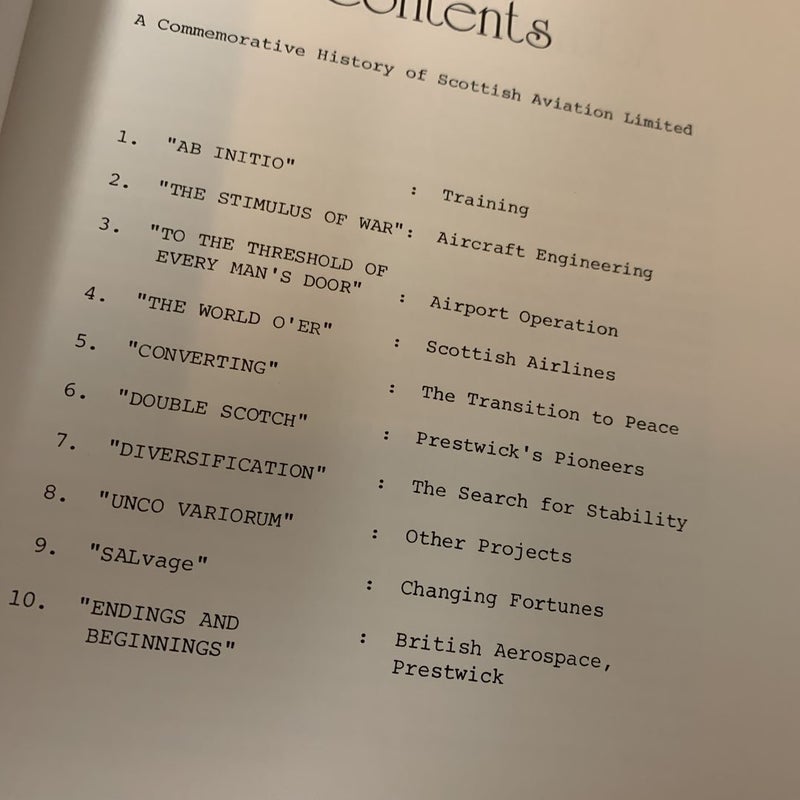 Contents
A Commemorative History of Scottish Aviation Limited
1. "AB INITIO" : Training
2. "THE STIMULUS OF WAR": Aircraft Engineering
3. "TO THE THRESHOLD OF
EVERY MAN'S DOOR" : Airport Operation
4. "THE WORLD O'ER" : Scottish Airlines
5. "CONVERTING" : The Transition to Peace
6. "DOUBLE SCOTCH" : Prestwick's Pioneers
7. "DIVERSIFICATION" : The Search for Stability
8. "UNCO VARIORUM" : Other Projects
9. "SALvage" : Changing Fortunes
10. "ENDINGS AND
BEGINNINGS" : British Aerospace,
Prestwick